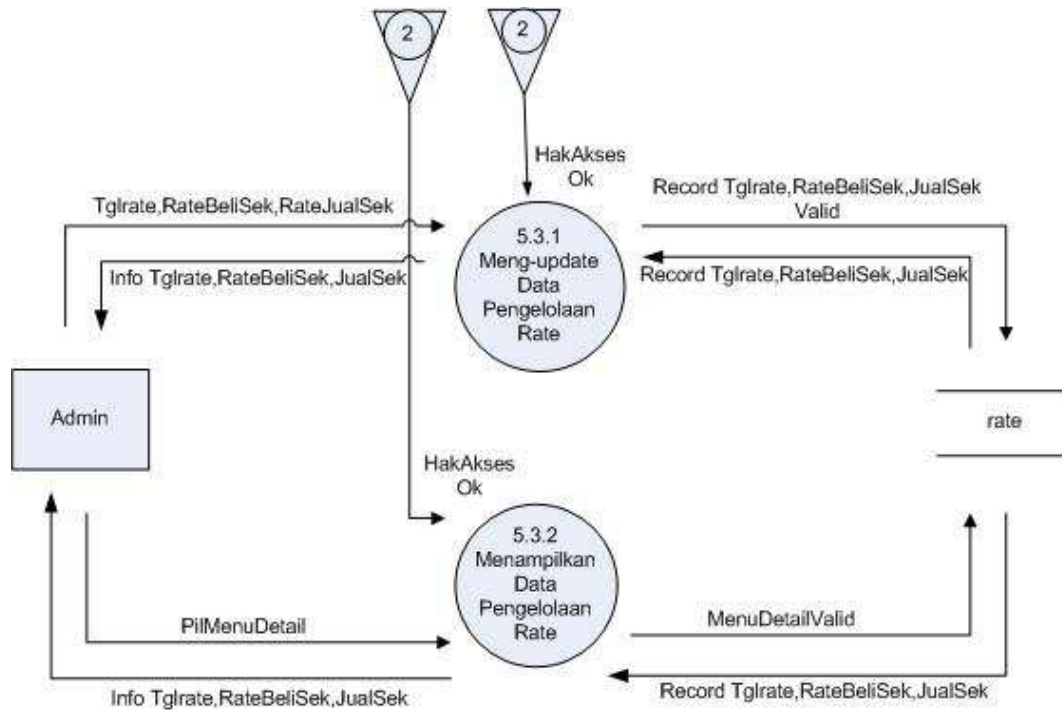 2
2
HakAkses
Ok
Tglrate,RateBeliSek,RateJualSek
Record Tglrate,RateBeliSek,JualSek
Valid
5.3.1
Meng-update
Data
Pengelolaan
Rate
Info Tglrate,RateBeliSek,JualSek
Record Tglrate,RateBeliSek,JualSek
Admin
rate
HakAkses
Ok
5.3.2
Menampilkan
Data
Pengelolaan
Rate
PilMenuDetail
MenuDetailValid
Info Tglrate,RateBeliSek,JualSek
Record Tglrate,RateBeliSek,JualSek